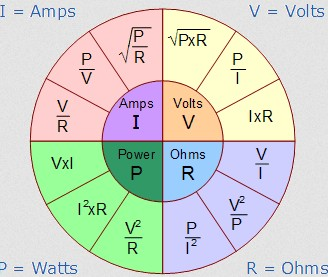 I = Amps
V = Volts
√P/R
√PxR
P/V
P/I
V/R
IxR
Amps
I
Volts
V
Power
P
Ohms
R
VxI
V/I
I²xR
V²/P
V²/R
P/I²
P = Watts
R = Ohms